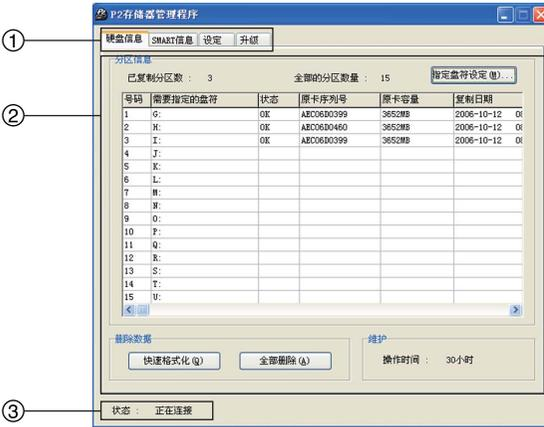 P2存储器管理程序
① 硬盘信息 SMART信息 设定 升级
分区信息
已复制分区数 : 3 全部的分区数量 : 15 指定盘符设定(M)...
② 号码 需要指定的盘符 状态 原卡序列号 原卡容量 复制日期
1 G: OK AEC06D0399 3652MB 2006-10-12 08
2 H: OK AEC06D0460 3652MB 2006-10-12 08
3 I: OK AEC06D0399 3652MB 2006-10-12 08
4 J:
5 K:
6 L:
7 M:
8 N:
9 O:
10 P:
11 Q:
12 R:
13 S:
14 T:
15 U:
删除数据 维护
快速格式化(Q) 全部删除(A) 操作时间 : 30小时
③ 状态 : 正在连接